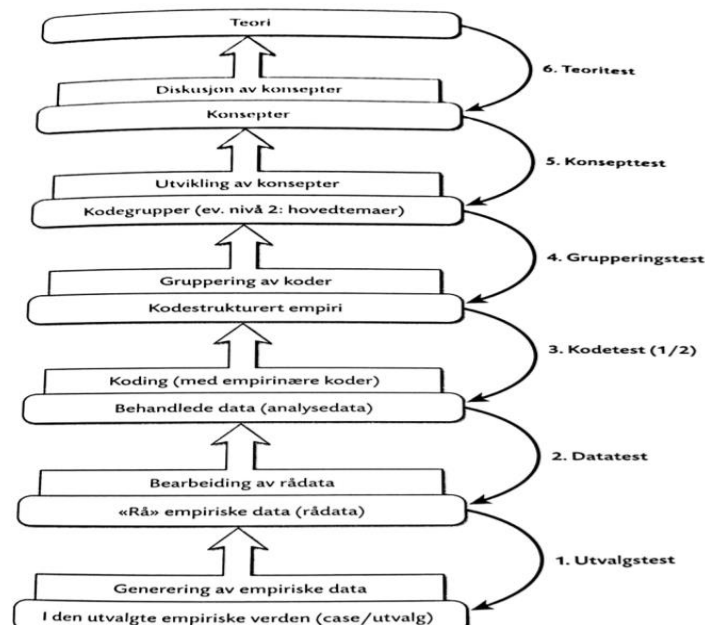 Teori
6. Teoritest
Diskusjon av konsepter
Konsepter
5. Konsepttest
Utvikling av konsepter
Kodegrupper (ev. nivå 2: hovedtemaer)
4. Grupperingstest
Gruppering av koder
Kodestrukturert empiri
3. Kodetest (1/2)
Koding (med empirinære koder)
Behandlede data (analysedata)
2. Datatest
Bearbeiding av rådata
«Rå» empiriske data (rådata)
1. Utvalgstest
Generering av empiriske data
I den utvalgte empiriske verden (case/utvalg)